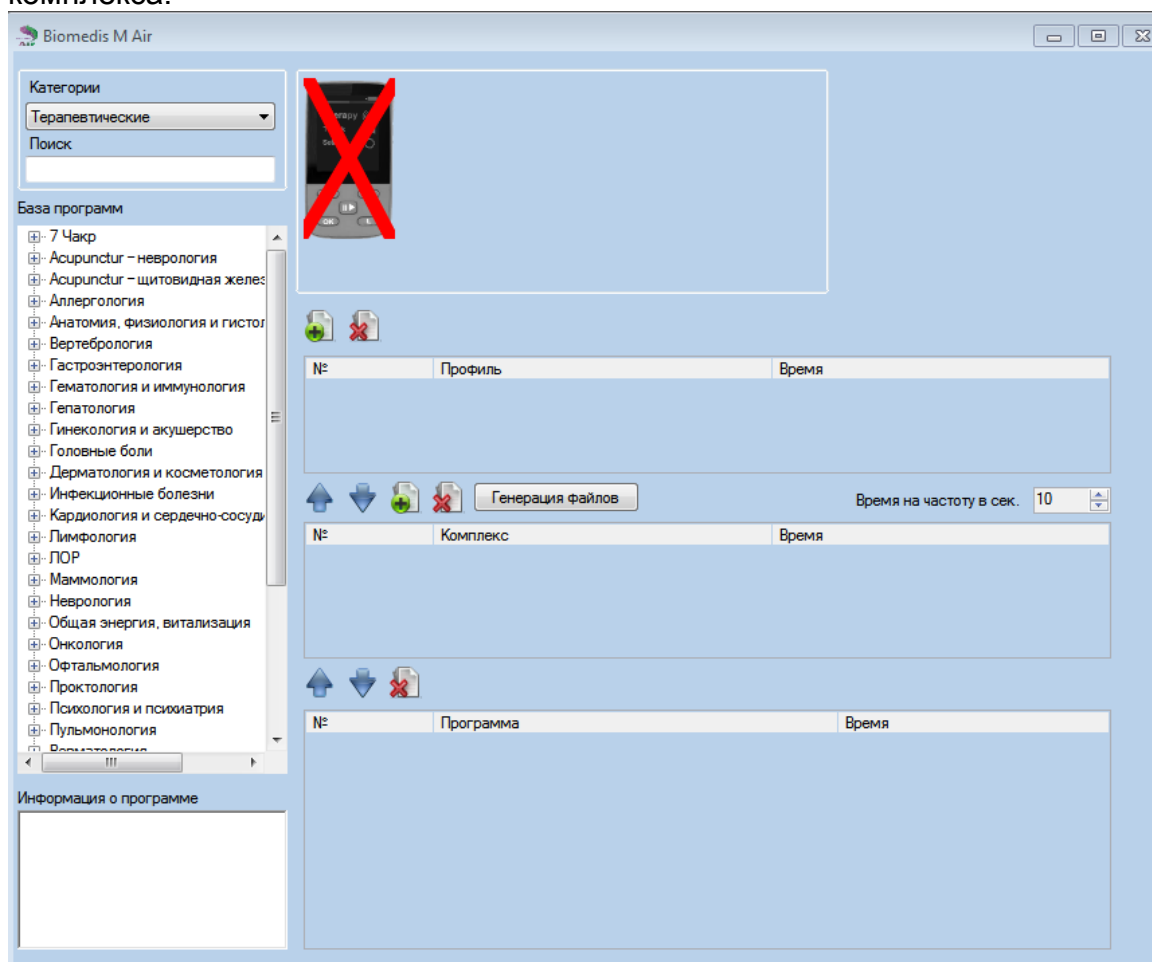 комплекса.
Biomedis M Air
Категории
Терапевтические
Поиск
База программ
7 Чакр
Acupunctur – неврология
Acupunctur – щитовидная желез
Аллергология
Анатомия, физиология и гистол
Вертебрология
Гастроэнтерология
Гематология и иммунология
Гепатология
Гинекология и акушерство
Головные боли
Дерматология и косметология
Инфекционные болезни
Кардиология и сердечно-сосуди
Лимфология
ЛОР
Маммология
Неврология
Общая энергия, витализация
Онкология
Офтальмология
Проктология
Психология и психиатрия
Пульмонология
Информация о программе
OK
№ Профиль Время
Генерация файлов Время на частоту в сек. 10
№ Комплекс Время
№ Программа Время